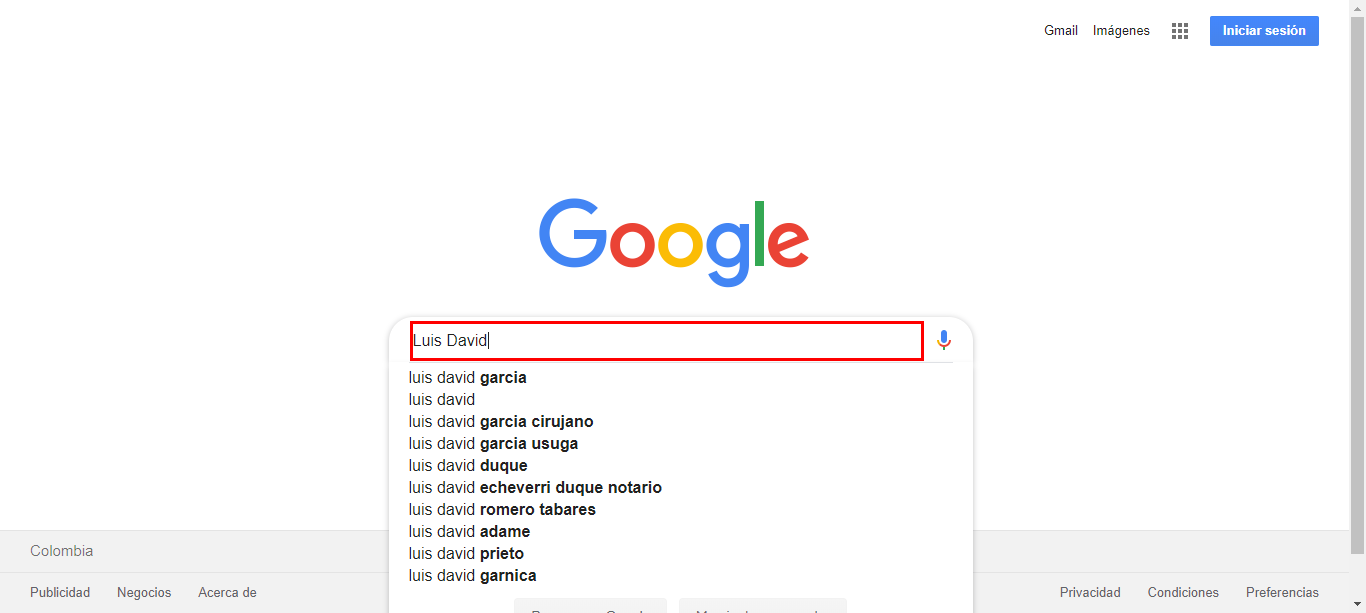 Gmail Imágenes Iniciar sesión
Google
Luis David
luis david garcia
luis david
luis david garcia cirujano
luis david garcia usuga
luis david duque
luis david echeverri duque notario
luis david romero tabares
luis david adame
luis david prieto
luis david garnica
Colombia
Publicidad Negocios Acerca de
Privacidad Condiciones Preferencias